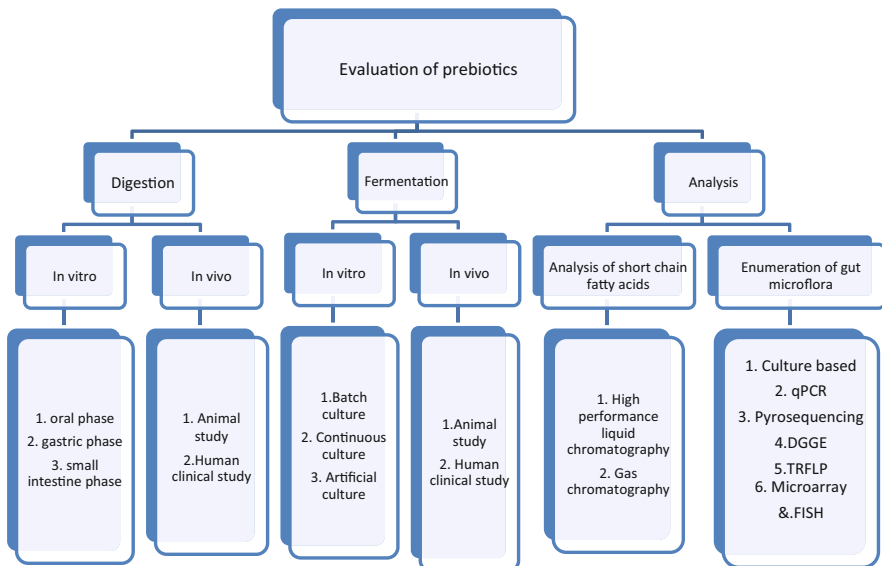 Evaluation of prebiotics
Digestion
Fermentation
Analysis
In vitro
In vivo
In vitro
In vivo
Analysis of short chain
fatty acids
Enumeration of gut
microflora
1. oral phase
2. gastric phase
3. small
intestine phase
1. Animal
study
2.Human
clinical study
1.Batch
culture
2. Continuous
culture
3. Artificial
culture
1.Animal
study
2. Human
clinical study
1. High
performance
liquid
chromatography
2. Gas
chromatography
1. Culture based
2. qPCR
3. Pyrosequencing
4.DGGE
5.TRFLP
6. Microarray
&.FISH